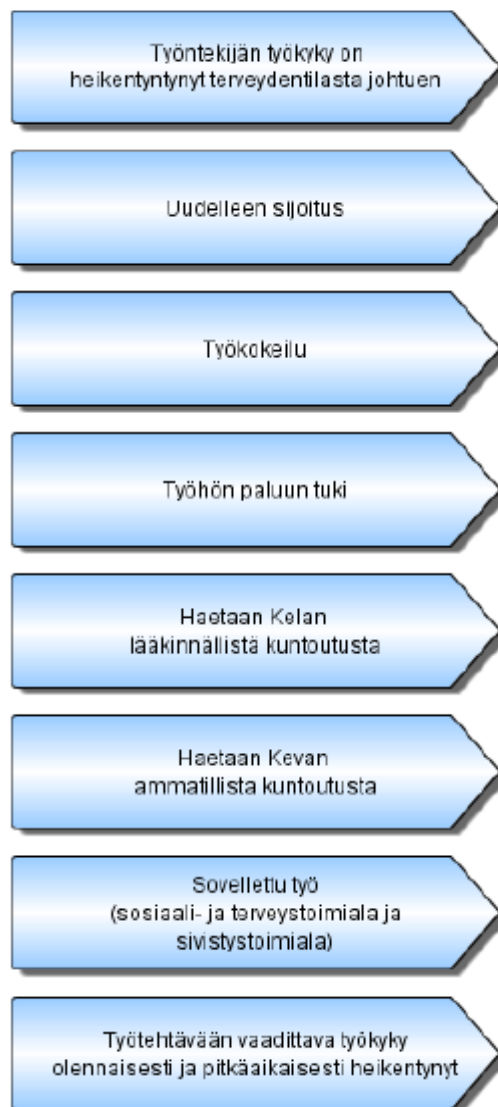 Työntekijän työkyky on
heikentyntynyt terveydentilasta johtuen
Uudelleen sijoitus
Työkokeilu
Työhön paluun tuki
Haetaan Kelan
lääkinnällistä kuntoutusta
Haetaan Kevan
ammatillista kuntoutusta
Sovellettu työ
(sosiaali- ja terveystoimiala ja
sivistystoimiala)
Työtehtävään vaadittava työkyky
olennaisesti ja pitkäaikaisesti heikentynyt